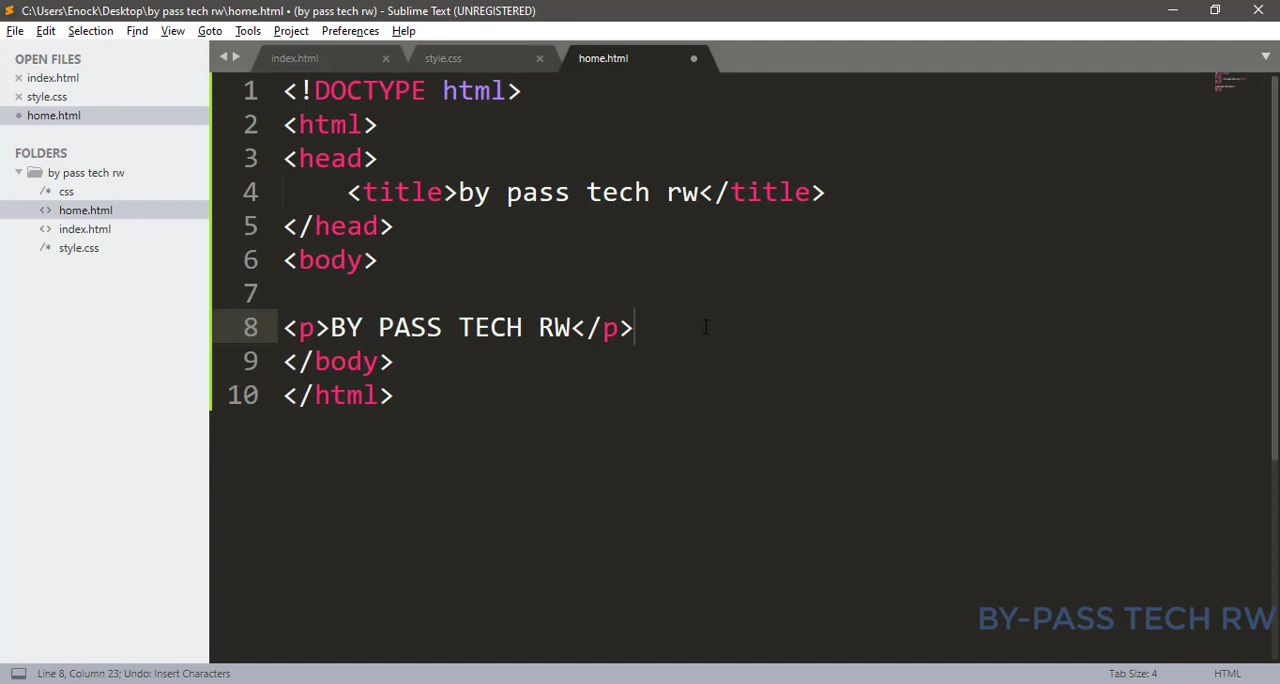 C:\Users\Enock\Desktop\by pass tech rw\home.html • (by pass tech rw) - Sublime Text (UNREGISTERED)
File Edit Selection Find View Goto Tools Project Preferences Help
OPEN FILES
index.html
style.css
home.html
FOLDERS
by pass tech rw
/* css
<> home.html
<> index.html
/* style.css
index.html style.css home.html
1 <!DOCTYPE html>
2 <html>
3 <head>
4 <title>by pass tech rw</title>
5 </head>
6 <body>
7
8 <p>BY PASS TECH RW</p>
9 </body>
10 </html>
BY-PASS TECH RW
Line 8, Column 23; Undo: Insert Characters Tab Size: 4 HTML